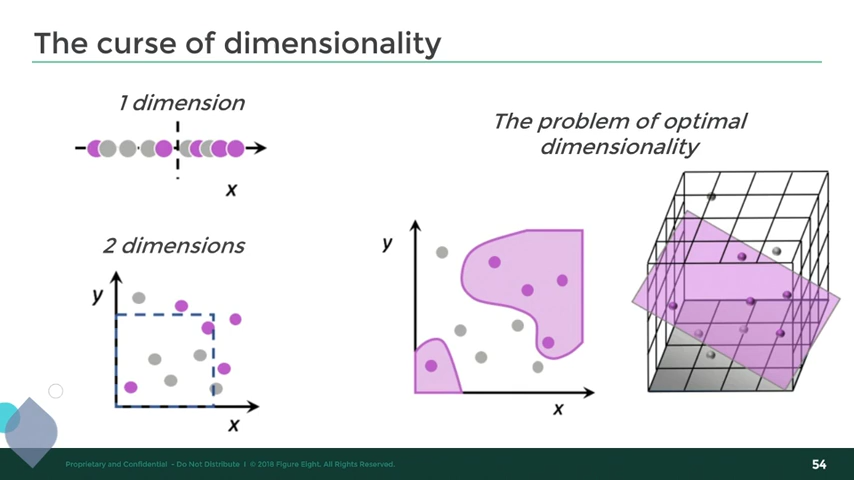 The curse of dimensionality
1 dimension
x
2 dimensions
y
x
The problem of optimal
dimensionality
y
x
Proprietary and Confidential - Do Not Distribute I © 2018 Figure Eight. All Rights Reserved.
54